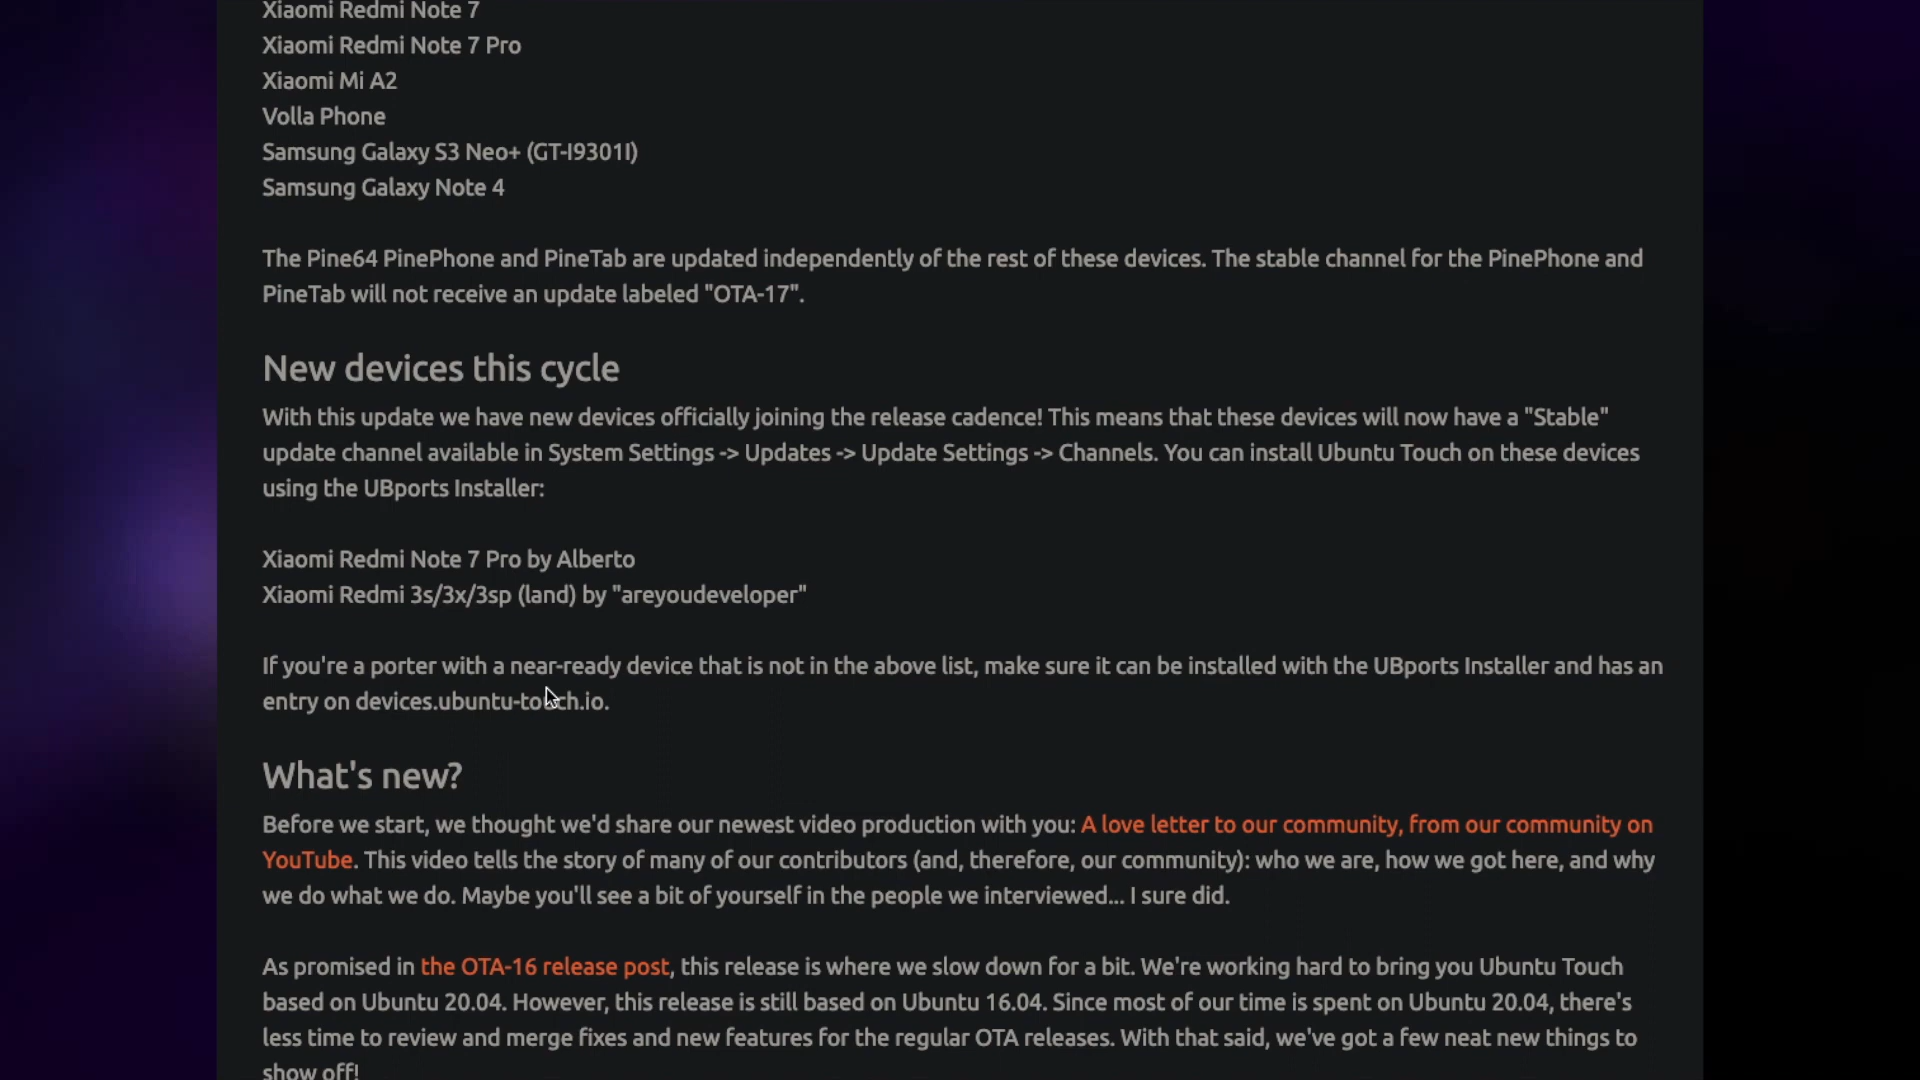 Xiaomi Redmi Note 7
Xiaomi Redmi Note 7 Pro
Xiaomi Mi A2
Volla Phone
Samsung Galaxy S3 Neo+ (GT-I9301I)
Samsung Galaxy Note 4
The Pine64 PinePhone and PineTab are updated independently of the rest of these devices. The stable channel for the PinePhone and
PineTab will not receive an update labeled "OTA-17".
New devices this cycle
With this update we have new devices officially joining the release cadence! This means that these devices will now have a "Stable"
update channel available in System Settings -> Updates -> Update Settings -> Channels. You can install Ubuntu Touch on these devices
using the UBports Installer:
Xiaomi Redmi Note 7 Pro by Alberto
Xiaomi Redmi 3s/3x/3sp (land) by "areyoudeveloper"
If you're a porter with a near-ready device that is not in the above list, make sure it can be installed with the UBports Installer and has an
entry on devices.ubuntu-touch.io.
What's new?
Before we start, we thought we'd share our newest video production with you: A love letter to our community, from our community on
YouTube. This video tells the story of many of our contributors (and, therefore, our community): who we are, how we got here, and why
we do what we do. Maybe you'll see a bit of yourself in the people we interviewed... I sure did.
As promised in the OTA-16 release post, this release is where we slow down for a bit. We're working hard to bring you Ubuntu Touch
based on Ubuntu 20.04. However, this release is still based on Ubuntu 16.04. Since most of our time is spent on Ubuntu 20.04, there's
less time to review and merge fixes and new features for the regular OTA releases. With that said, we've got a few neat new things to
show off!